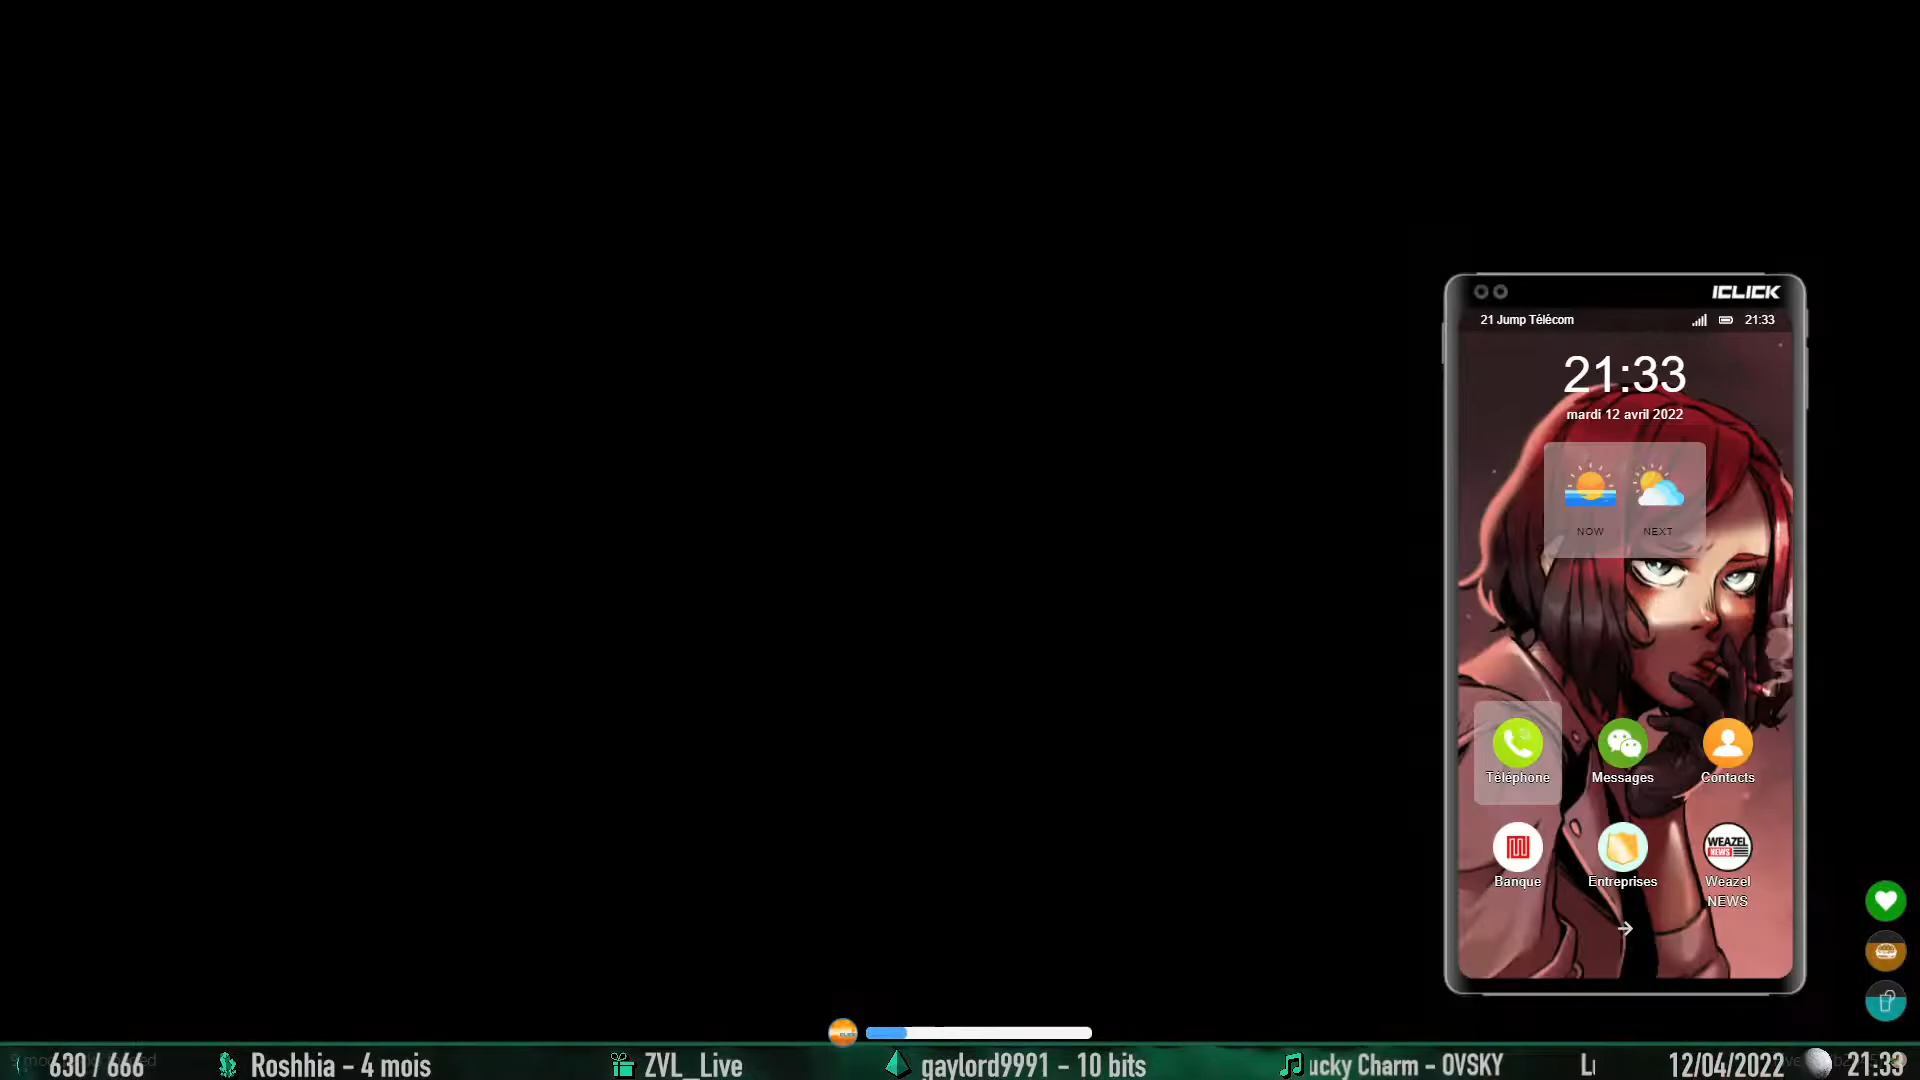 ICLICK
21 Jump Télécom
21:33
21:33
mardi 12 avril 2022
NOW
NEXT
Téléphone
Messages
Contacts
Banque
Entreprises
WEAZEL
NEWS
Weazel
NEWS
630 / 666
Roshhia - 4 mois
ZVL_Live
gaylord9991 - 10 bits
ucky Charm - OVSKY
Lu
12/04/2022
21:33